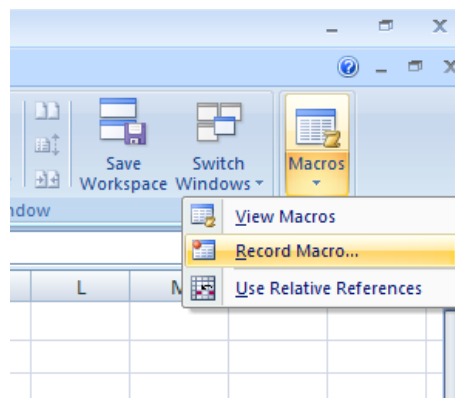 Save Workspace
Switch Windows
Macros
ndow
View Macros
Record Macro...
Use Relative References
L
M